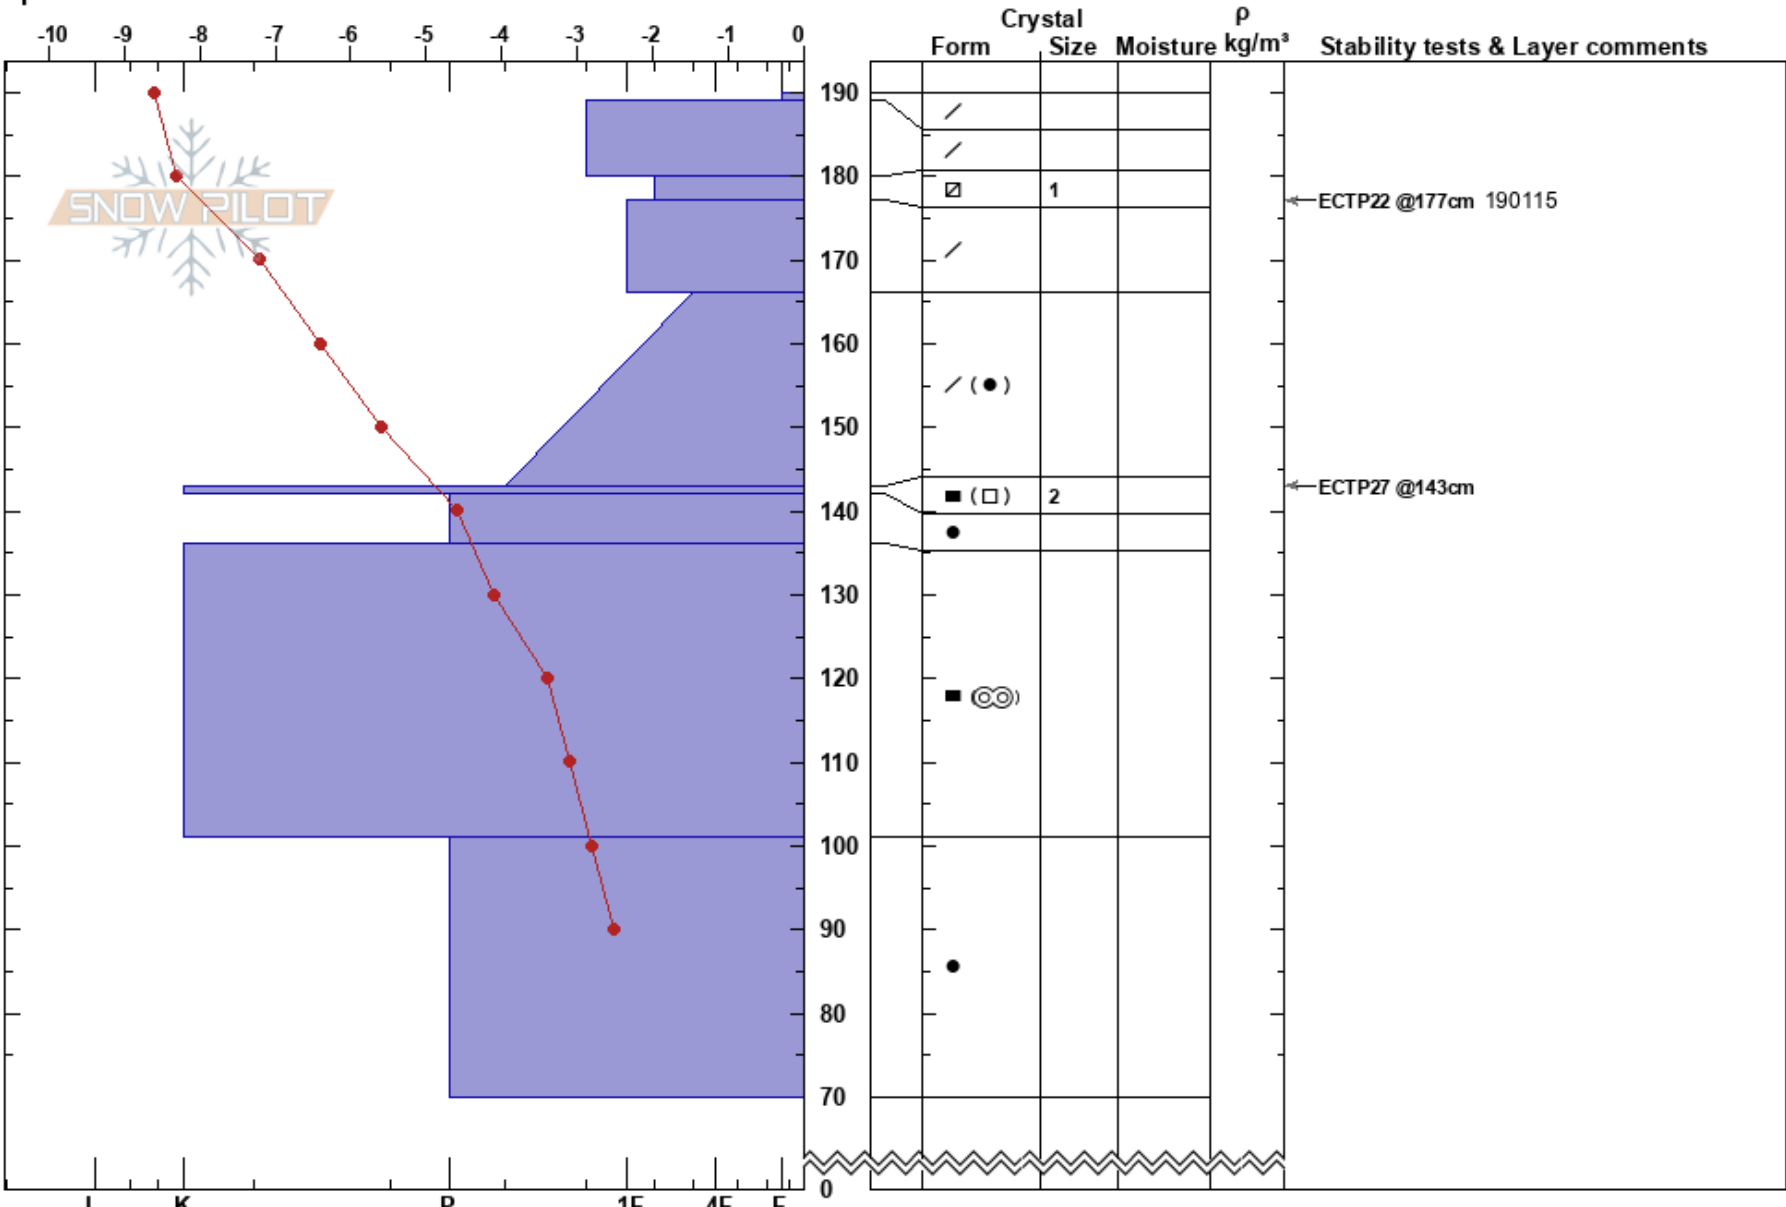 Crystal ρ
-10 -9 -8 -7 -6 -5 -4 -3 -2 -1 0 Form Size Moisture kg/m³ Stability tests & Layer comments
190
SNOW PILOT
180
1
ECTP22 @177cm 190115
170
160
150
2
ECTP27 @143cm
140
130
120
110
100
90
80
70
0
I K P 1F 4F F